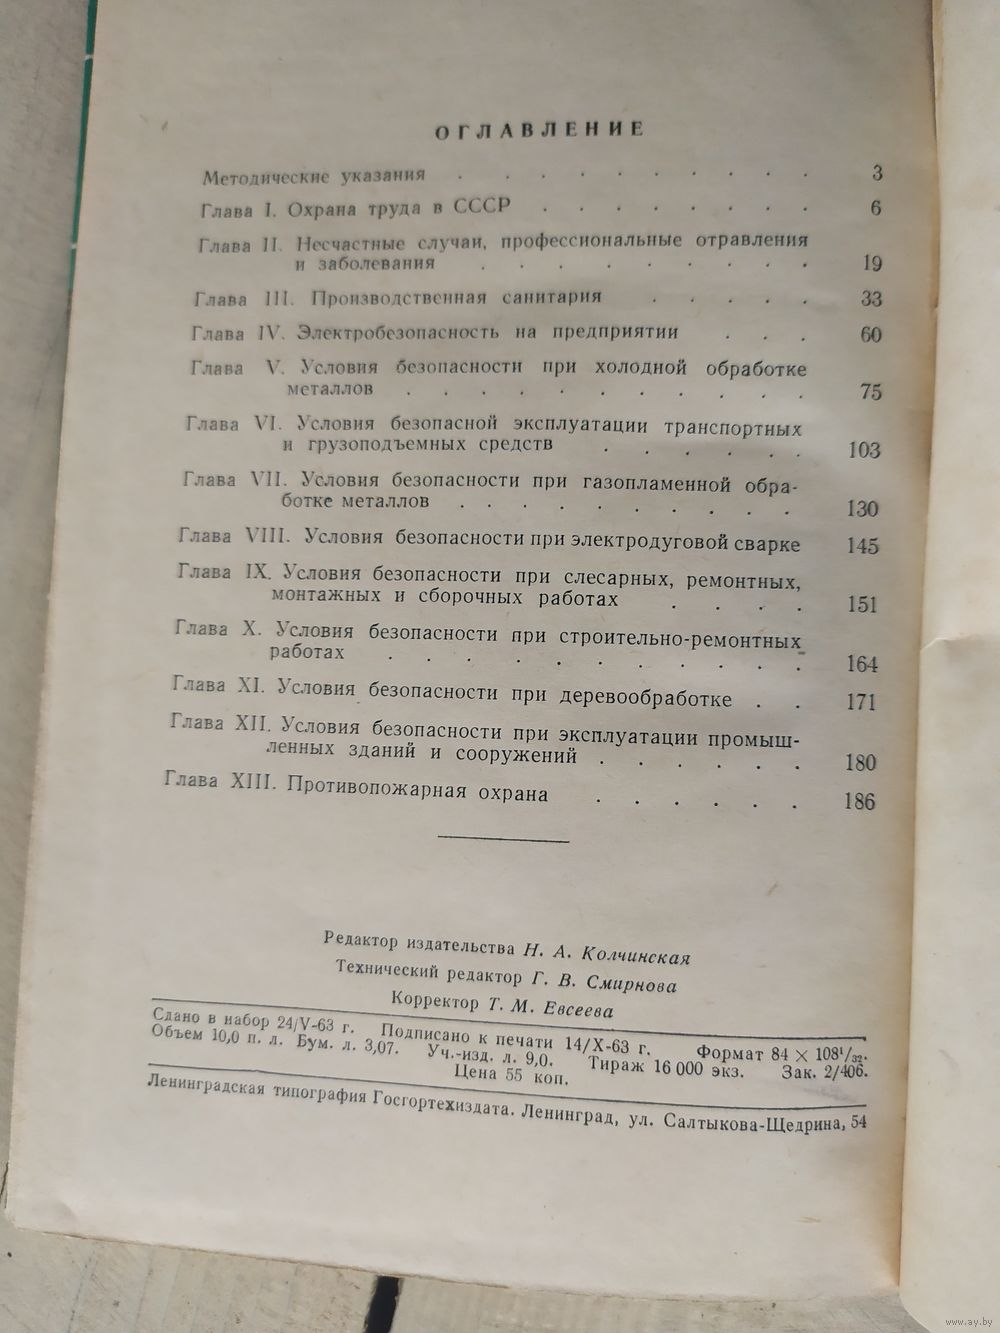 ОГЛАВЛЕНИЕ
Методические указания . . . . . . . . . . 3
Глава I. Охрана труда в СССР . . . . . . . . 6
Глава II. Несчастные случаи, профессиональные отравления
и заболевания . . . . . . . . . 19
Глава III. Производственная санитария . . . . . 33
Глава IV. Электробезопасность на предприятии . . . 60
Глава V. Условия безопасности при холодной обработке
металлов . . . . . . . . . . . 75
Глава VI. Условия безопасной эксплуатации транспортных
и грузоподъемных средств . . . . . . 103
Глава VII. Условия безопасности при газопламенной обра-
ботке металлов . . . . . . . . . 130
Глава VIII. Условия безопасности при электродуговой сварке 145
Глава IX. Условия безопасности при слесарных, ремонтных,
монтажных и сборочных работах . . . . 151
Глава X. Условия безопасности при строительно-ремонтных
работах . . . . . . . . . . . 164
Глава XI. Условия безопасности при деревообработке . . 171
Глава XII. Условия безопасности при эксплуатации промыш-
ленных зданий и сооружений . . . . . . 180
Глава XIII. Противопожарная охрана . . . . . . 186
Редактор издательства Н. А. Колчинская
Технический редактор Г. В. Смирнова
Корректор Т. М. Евсеева
Сдано в набор 24/V-63 г. Подписано к печати 14/X-63 г. Формат 84 × 108¹/₃₂.
Объем 10,0 п. л. Бум. л. 3,07. Уч.-изд. л. 9,0. Тираж 16 000 экз. Зак. 2/406.
Цена 55 коп.
Ленинградская типография Госгортехиздата. Ленинград, ул. Салтыкова-Щедрина, 54
www.ay.by